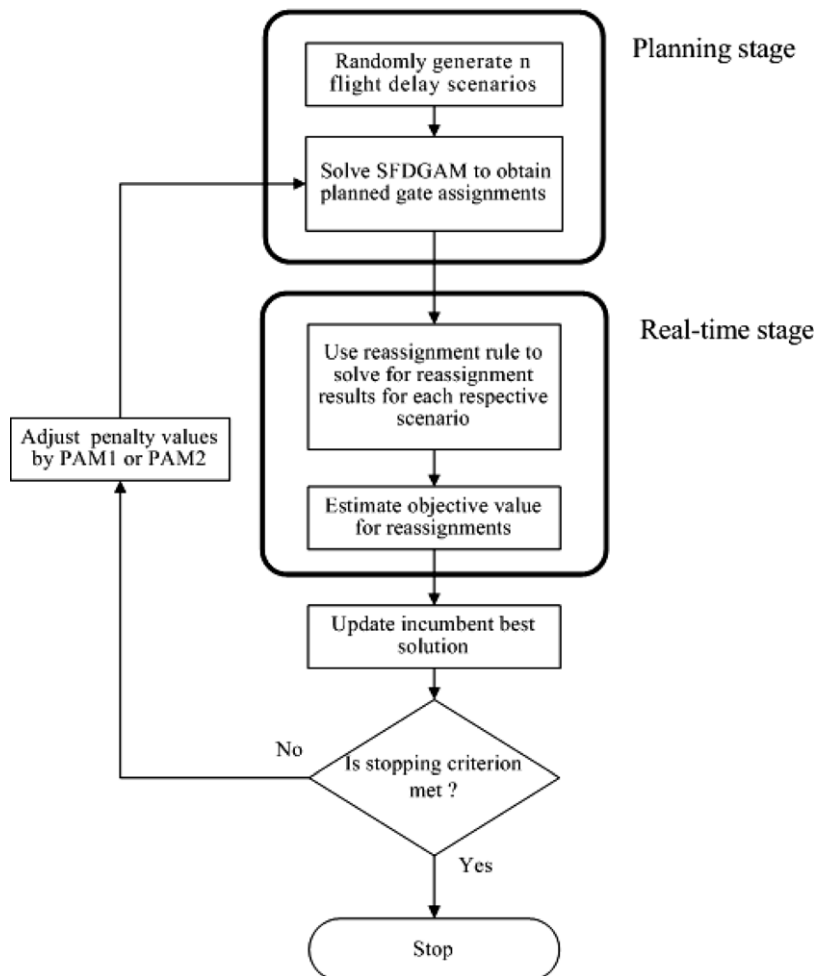 Planning stage
Randomly generate n
flight delay scenarios
Solve SFDGAM to obtain
planned gate assignments
Real-time stage
Use reassignment rule to
solve for reassignment
results for each respective
scenario
Adjust penalty values
by PAM1 or PAM2
Estimate objective value
for reassignments
Update incumbent best
solution
No
Is stopping criterion
met ?
Yes
Stop